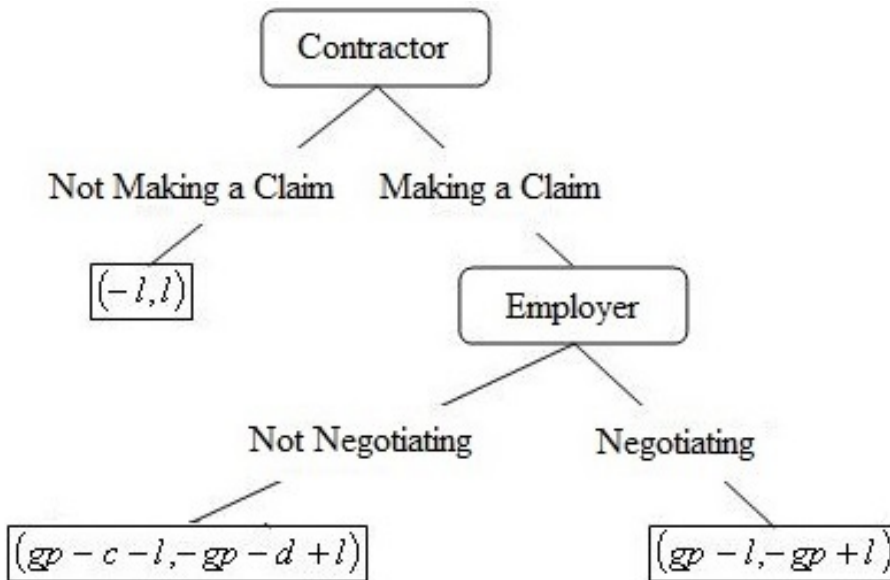 Contractor
Not Making a Claim Making a Claim
(-l,l)
Employer
Not Negotiating Negotiating
(gp-c-l,-gp-d+l) (gp-l,-gp+l)